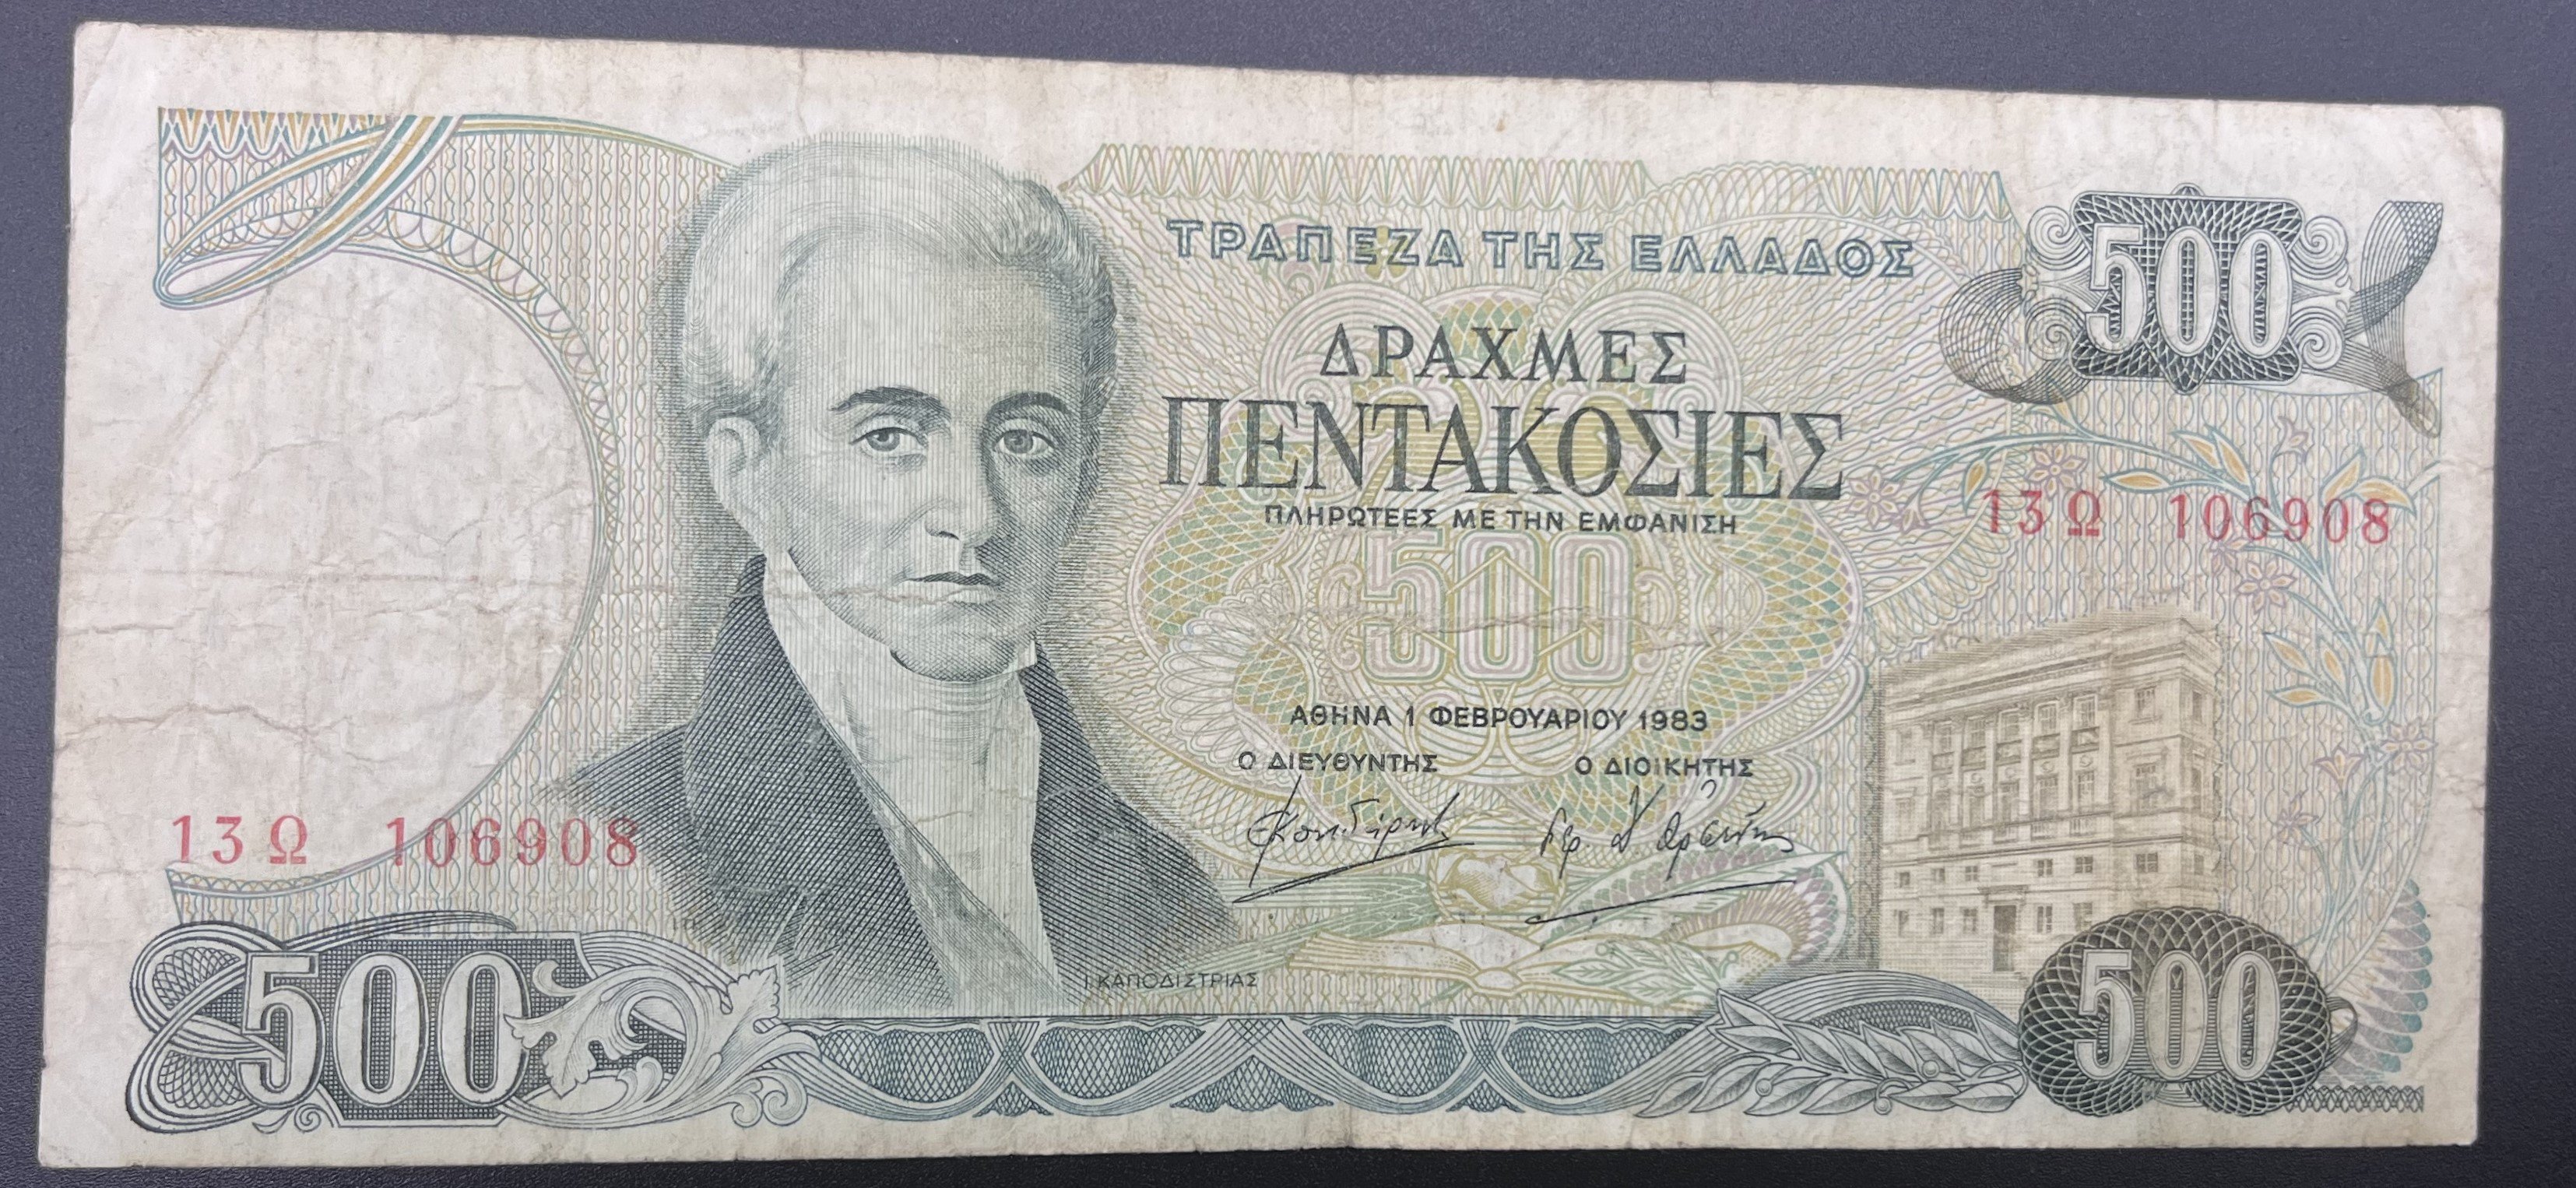 ΤΡΑΠΕΖΑ ΤΗΣ ΕΛΛΑΔΟΣ
500
ΔΡΑΧΜΕΣ
ΠΕΝΤΑΚΟΣΙΕΣ
ΠΛΗΡΩΤΕΕΣ ΜΕ ΤΗΝ ΕΜΦΑΝΙΣΗ
13Ω 106908
500
ΑΘΗΝΑ 1 ΦΕΒΡΟΥΑΡΙΟΥ 1983
Ο ΔΙΕΥΘΥΝΤΗΣ Ο ΔΙΟΙΚΗΤΗΣ
13Ω 106908
Ι. ΚΑΠΟΔΙΣΤΡΙΑΣ
500
500